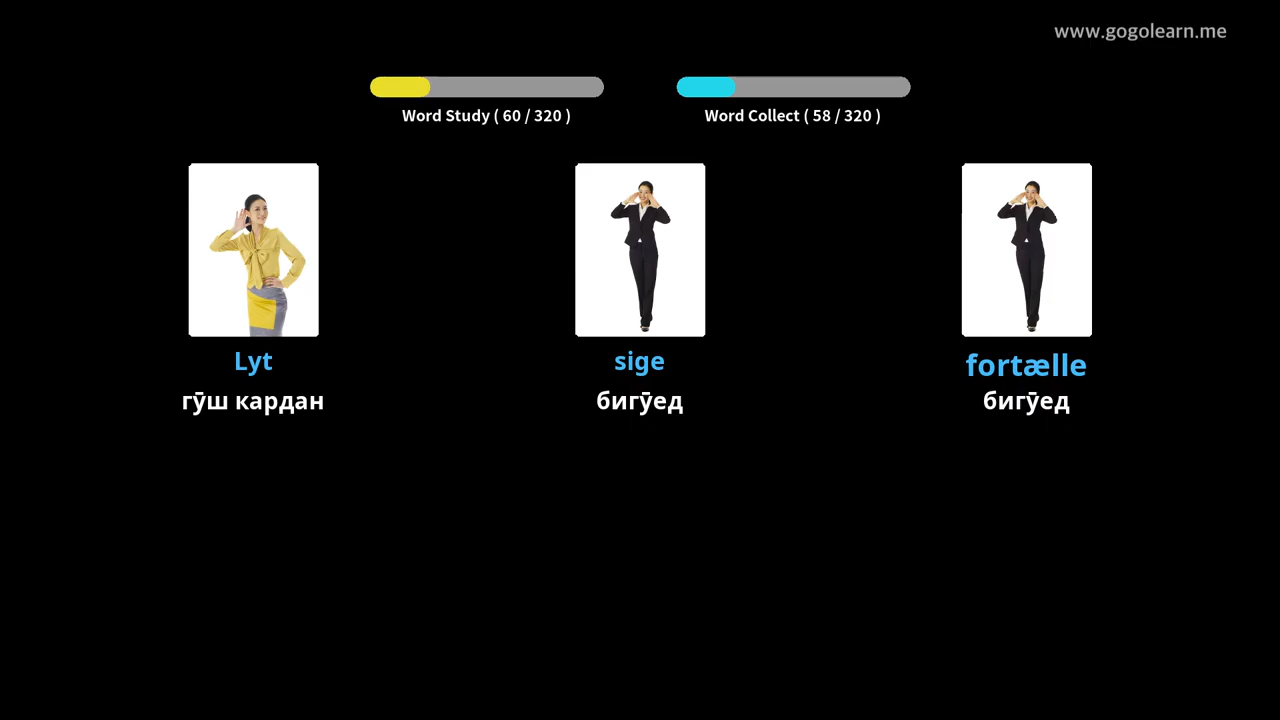 www.gogolearn.me
Word Study ( 60 / 320 )
Word Collect ( 58 / 320 )
Lyt
sige
fortælle
гӯш кардан
бигӯед
бигӯед